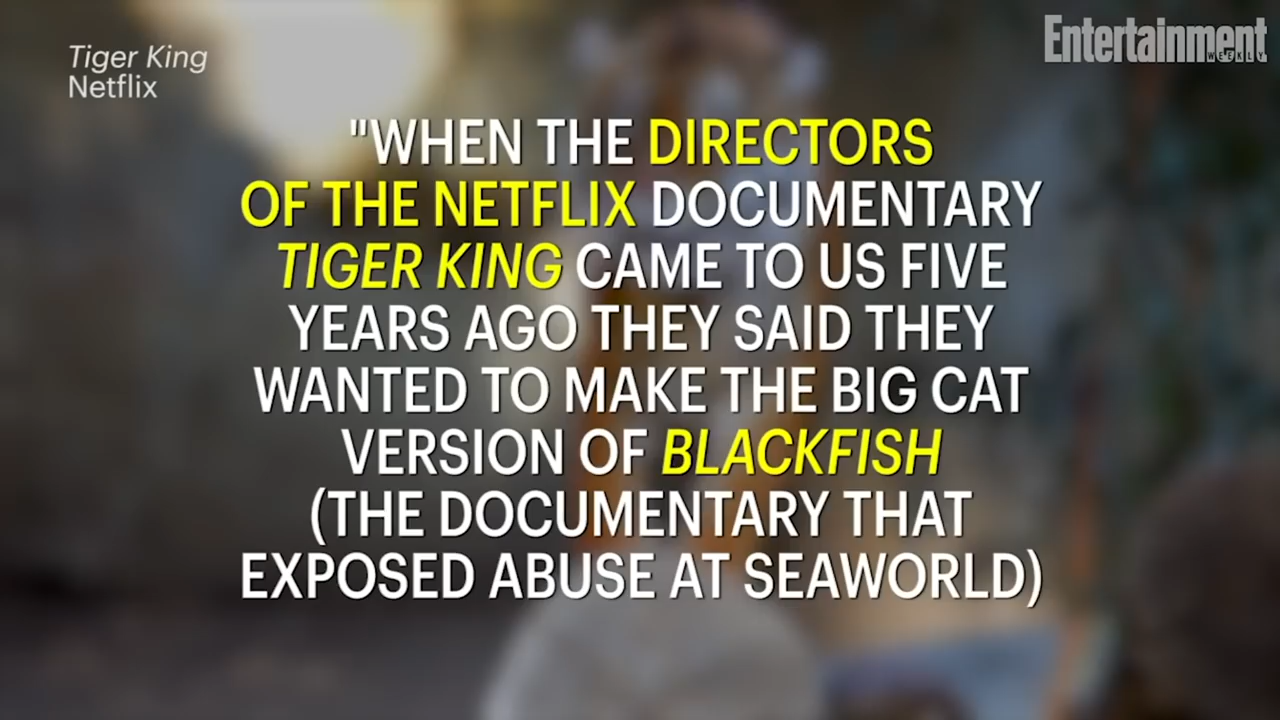 Tiger King
Netflix
Entertainment
WEEKLY
"WHEN THE DIRECTORS
OF THE NETFLIX DOCUMENTARY
TIGER KING CAME TO US FIVE
YEARS AGO THEY SAID THEY
WANTED TO MAKE THE BIG CAT
VERSION OF BLACKFISH
(THE DOCUMENTARY THAT
EXPOSED ABUSE AT SEAWORLD)